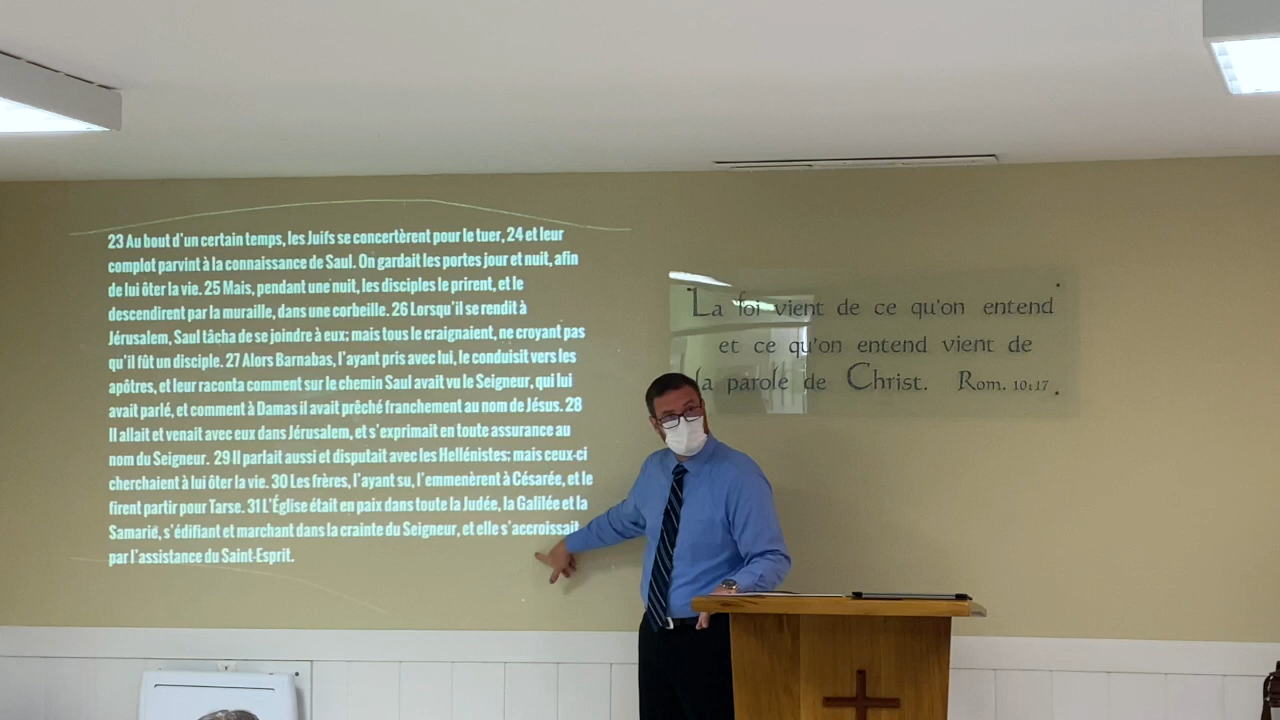 23 Au bout d'un certain temps, les Juifs se concertèrent pour le tuer, 24 et leur
complot parvint à la connaissance de Saul. On gardait les portes jour et nuit, afin
de lui ôter la vie. 25 Mais, pendant une nuit, les disciples le prirent, et le
descendirent par la muraille, dans une corbeille. 26 Lorsqu'il se rendit à
Jérusalem, Saul tâcha de se joindre à eux; mais tous le craignaient, ne croyant pas
qu'il fût un disciple. 27 Alors Barnabas, l'ayant pris avec lui, le conduisit vers les
apôtres, et leur raconta comment sur le chemin Saul avait vu le Seigneur, qui lui
avait parlé, et comment à Damas il avait prêché franchement au nom de Jésus. 28
Il allait et venait avec eux dans Jérusalem, et s'exprimait en toute assurance au
nom du Seigneur. 29 Il parlait aussi et disputait avec les Hellénistes; mais ceux-ci
cherchaient à lui ôter la vie. 30 Les frères, l'ayant su, l'emmenèrent à Césarée, et le
firent partir pour Tarse. 31 L'Église était en paix dans toute la Judée, la Galilée et la
Samarie, s'édifiant et marchant dans la crainte du Seigneur, et elle s'accroissait
par l'assistance du Saint-Esprit.
La foi vient de ce qu'on entend
et ce qu'on entend vient de
la parole de Christ. Rom. 10:17